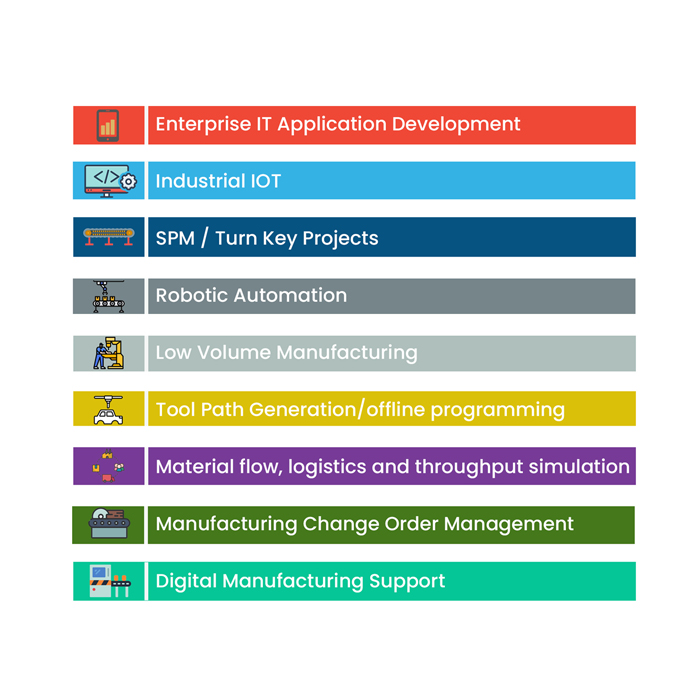 Enterprise IT Application Development
Industrial IOT
SPM / Turn Key Projects
Robotic Automation
Low Volume Manufacturing
Tool Path Generation/offline programming
Material flow, logistics and throughput simulation
Manufacturing Change Order Management
Digital Manufacturing Support